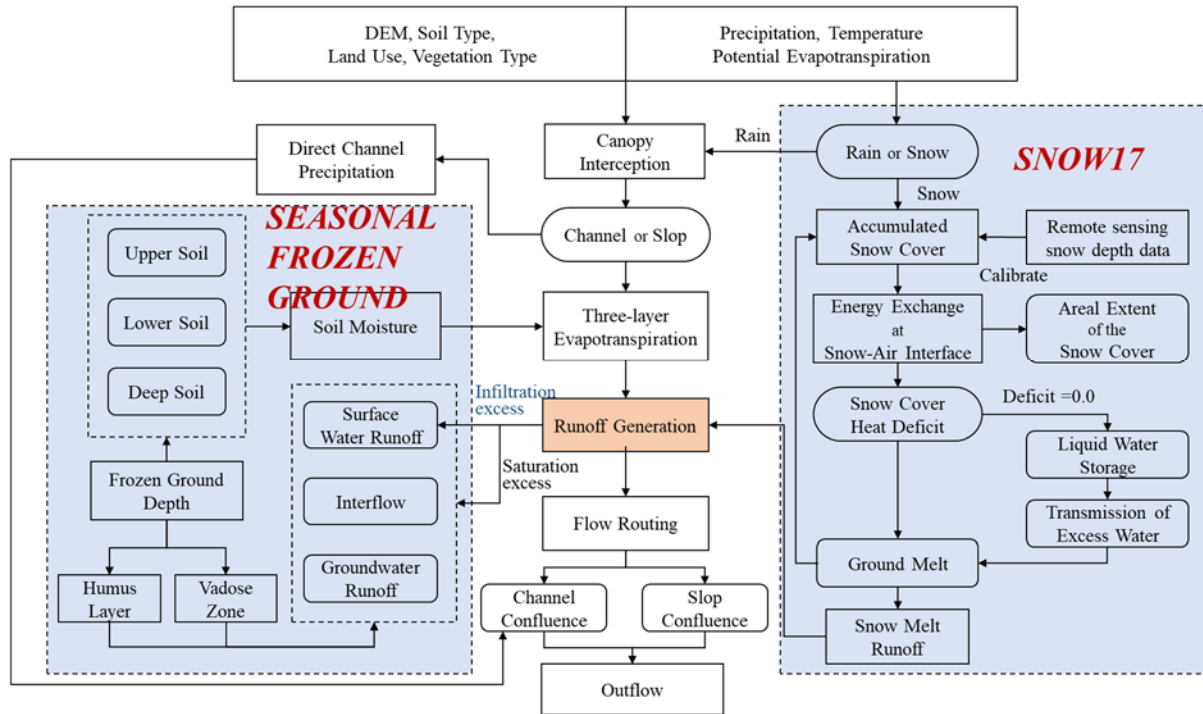 DEM, Soil Type,
Land Use, Vegetation Type
Precipitation, Temperature
Potential Evapotranspiration
Direct Channel
Precipitation
Canopy
Interception
Rain
Rain or Snow
SNOW17
Snow
SEASONAL
FROZEN
GROUND
Channel or Slop
Accumulated
Snow Cover
Remote sensing
snow depth data
Calibrate
Upper Soil
Lower Soil
Deep Soil
Soil Moisture
Three-layer
Evapotranspiration
Energy Exchange
at
Snow-Air Interface
Areal Extent
of the
Snow Cover
Infiltration
excess
Surface
Water Runoff
Runoff Generation
Snow Cover
Heat Deficit
Deficit =0.0
Liquid Water
Storage
Saturation
excess
Frozen Ground
Depth
Interflow
Flow Routing
Transmission of
Excess Water
Ground Melt
Humus
Layer
Vadose
Zone
Groundwater
Runoff
Channel
Confluence
Slop
Confluence
Snow Melt
Runoff
Outflow